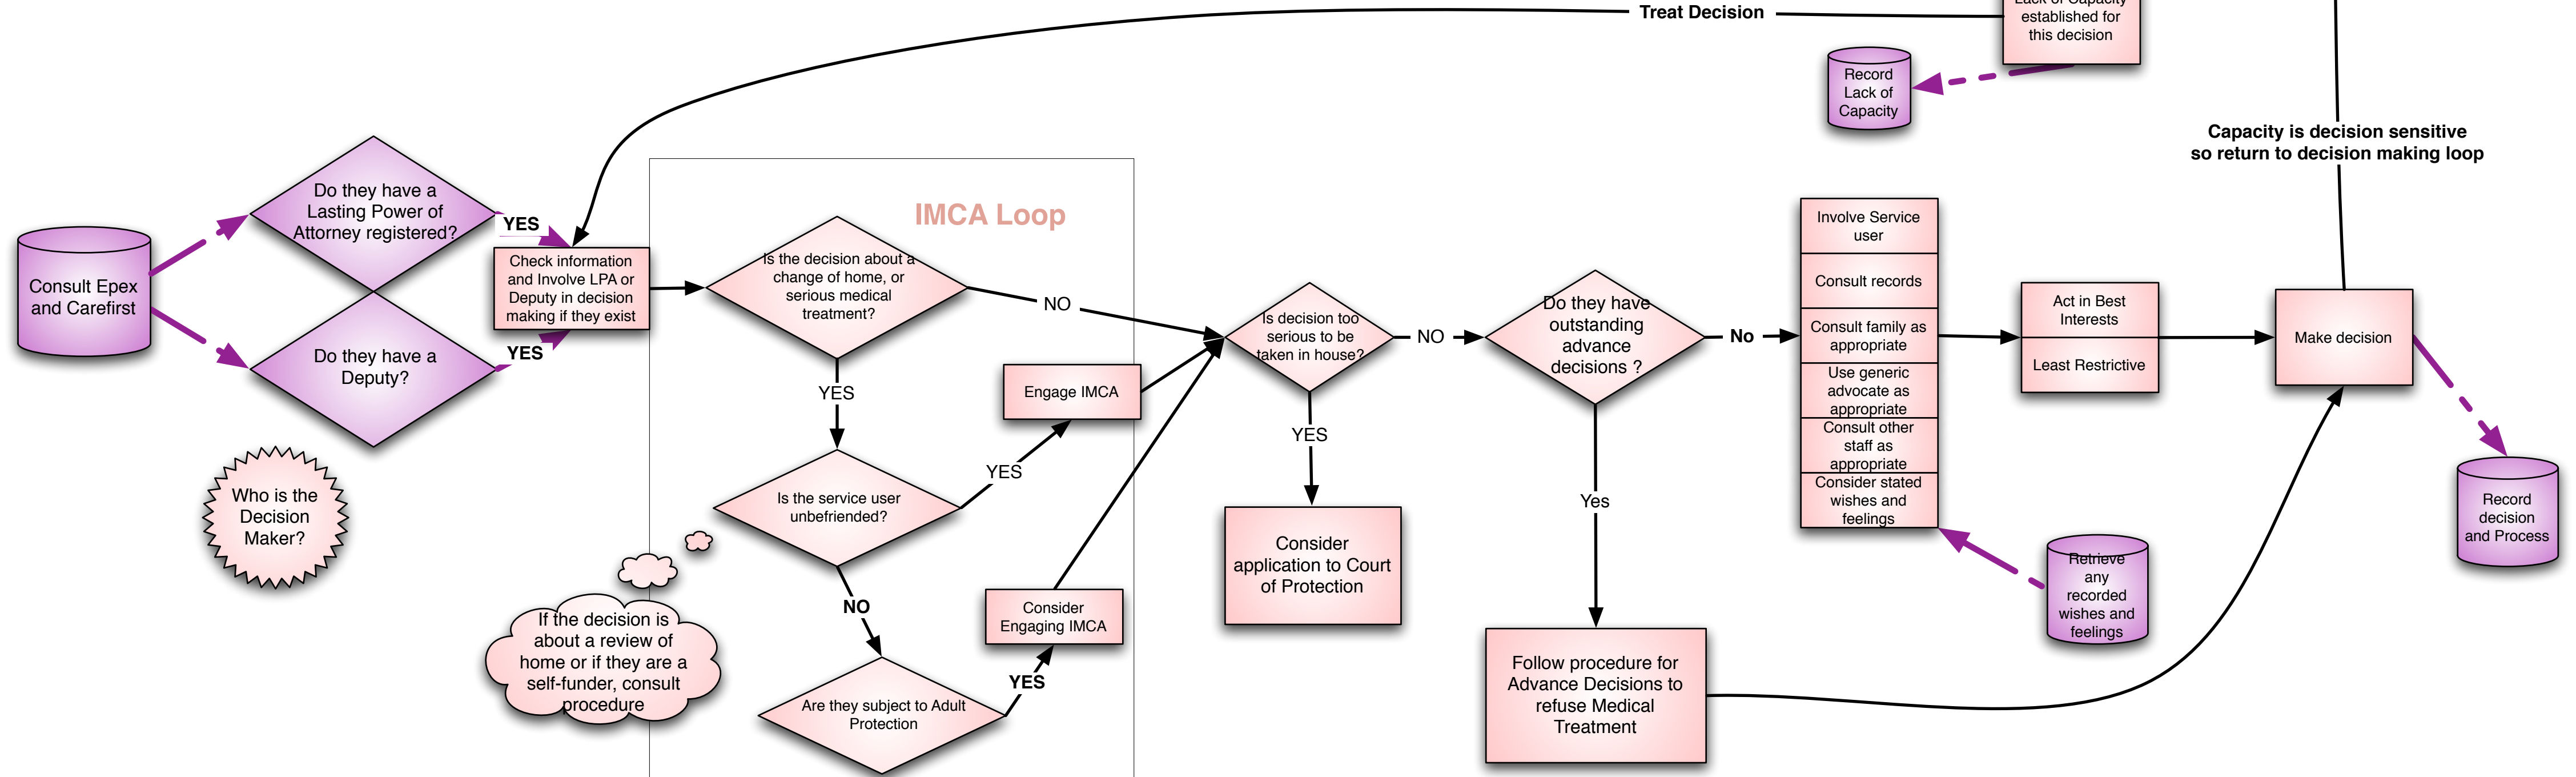 Treat Decision
Lack of Capacity
established for
this decision
Record
Lack of
Capacity
Capacity is decision sensitive
so return to decision making loop
Consult Epex
and Carefirst
Do they have a
Lasting Power of
Attorney registered?
YES
Do they have a
Deputy?
YES
Check information
and Involve LPA or
Deputy in decision
making if they exist
Who is the
Decision
Maker?
IMCA Loop
Is the decision about a
change of home, or
serious medical
treatment?
NO
YES
Is the service user
unbefriended?
YES
Engage IMCA
NO
Are they subject to Adult
Protection
YES
Consider
Engaging IMCA
If the decision is
about a review of
home or if they are a
self-funder, consult
procedure
Is decision too
serious to be
taken in house?
NO
YES
Consider
application to Court
of Protection
Do they have
outstanding
advance
decisions ?
No
Yes
Follow procedure for
Advance Decisions to
refuse Medical
Treatment
Involve Service
user
Consult records
Consult family as
appropriate
Use generic
advocate as
appropriate
Consult other
staff as
appropriate
Consider stated
wishes and
feelings
Retrieve
any
recorded
wishes and
feelings
Act in Best
Interests
Least Restrictive
Make decision
Record
decision
and Process